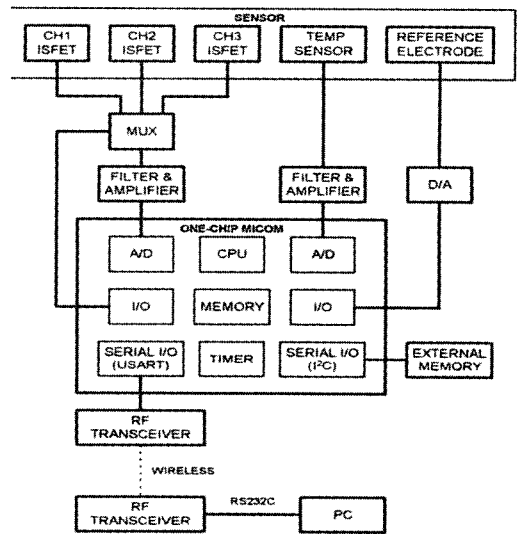 SENSOR
CH1
ISFET
CH2
ISFET
CH3
ISFET
TEMP
SENSOR
REFERENCE
ELECTRODE
MUX
FILTER &
AMPLIFIER
FILTER &
AMPLIFIER
D/A
ONE-CHIP MICOM
A/D
CPU
A/D
I/O
MEMORY
I/O
SERIAL I/O
(USART)
TIMER
SERIAL I/O
(I²C)
EXTERNAL
MEMORY
RF
TRANSCEIVER
WIRELESS
RF
TRANSCEIVER
RS232C
PC